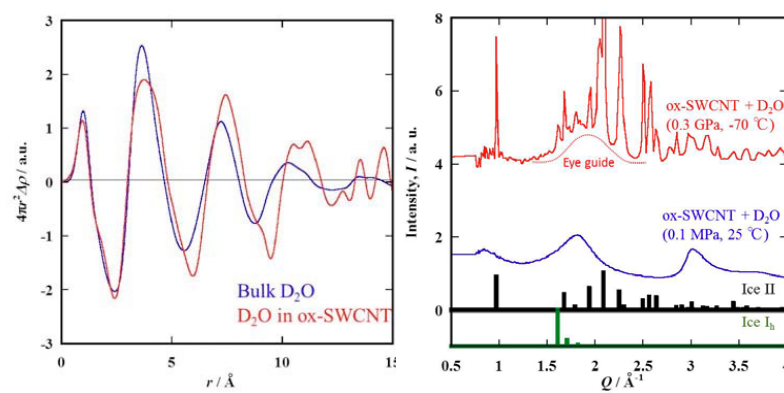 3
2
1
0
-1
-2
-3
0
5
10
15
4πr²Δρ / a.u.
r / Å
Bulk D₂O
D₂O in ox-SWCNT
8
6
4
2
0
0.5
1
1.5
2
2.5
3
3.5
4
Intensity, I / a.u.
Q / Å⁻¹
ox-SWCNT + D₂O
(0.3 GPa, -70 ℃)
Eye guide
ox-SWCNT + D₂O
(0.1 MPa, 25 ℃)
Ice II
Ice Iₕ